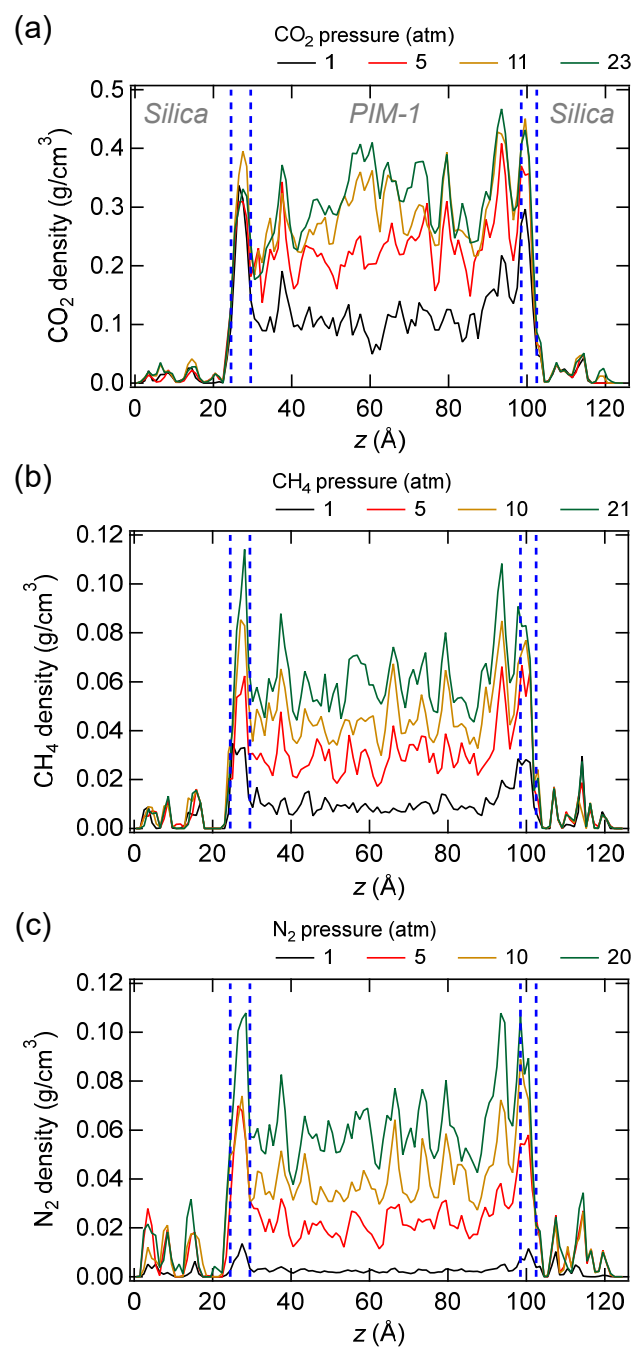 (a)
CO₂ pressure (atm)
1 5 11 23
Silica PIM-1 Silica
0.5
0.4
0.3
0.2
0.1
0.0
CO₂ density (g/cm³)
0 20 40 60 80 100 120
z (Å)
(b)
CH₄ pressure (atm)
1 5 10 21
0.12
0.10
0.08
0.06
0.04
0.02
0.00
CH₄ density (g/cm³)
0 20 40 60 80 100 120
z (Å)
(c)
N₂ pressure (atm)
1 5 10 20
0.12
0.10
0.08
0.06
0.04
0.02
0.00
N₂ density (g/cm³)
0 20 40 60 80 100 120
z (Å)